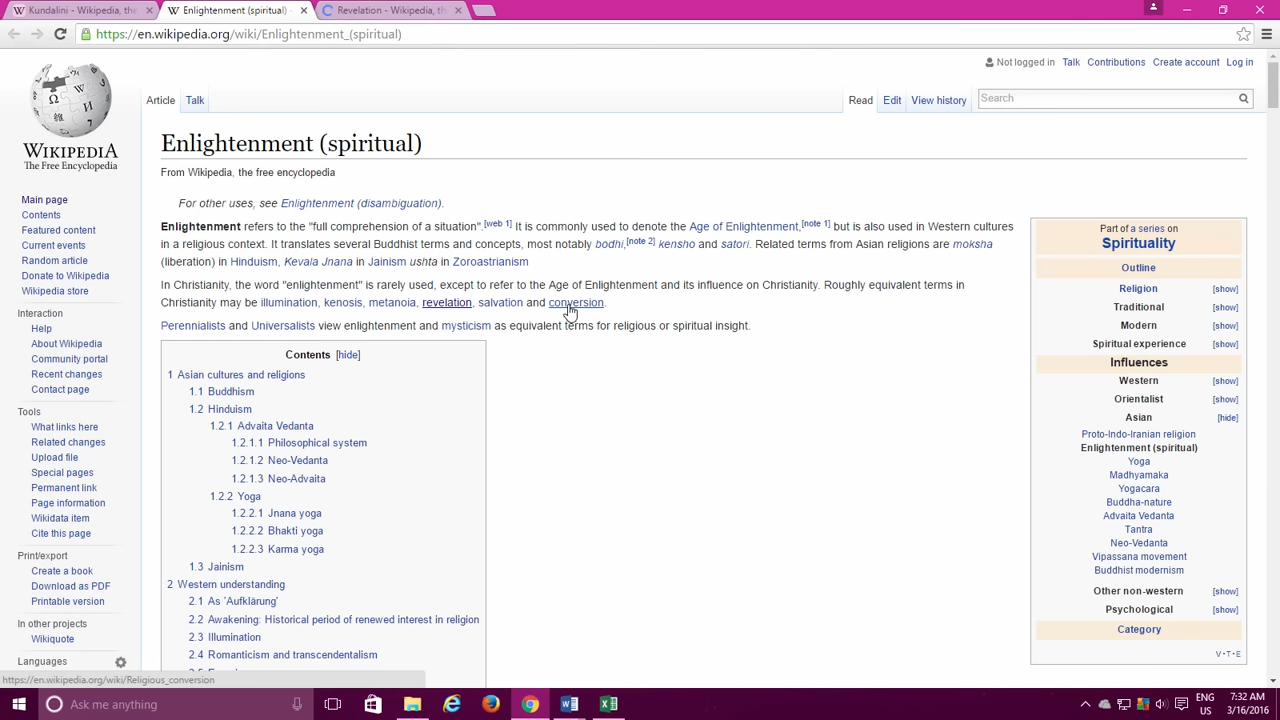 Kundalini - Wikipedia, the
Enlightenment (spiritual) -
Revelation - Wikipedia, th
https://en.wikipedia.org/wiki/Enlightenment_(spiritual)
Not logged in Talk Contributions Create account Log in
Article Talk Read Edit View history Search
WIKIPEDIA
The Free Encyclopedia
Main page
Contents
Featured content
Current events
Random article
Donate to Wikipedia
Wikipedia store
Interaction
Help
About Wikipedia
Community portal
Recent changes
Contact page
Tools
What links here
Related changes
Upload file
Special pages
Permanent link
Page information
Wikidata item
Cite this page
Print/export
Create a book
Download as PDF
Printable version
In other projects
Wikiquote
Languages
Enlightenment (spiritual)
From Wikipedia, the free encyclopedia
For other uses, see Enlightenment (disambiguation).
Enlightenment refers to the "full comprehension of a situation".[web 1] It is commonly used to denote the Age of Enlightenment,[note 1] but is also used in Western cultures
in a religious context. It translates several Buddhist terms and concepts, most notably bodhi,[note 2] kensho and satori. Related terms from Asian religions are moksha
(liberation) in Hinduism, Kevala Jnana in Jainism ushta in Zoroastrianism
In Christianity, the word "enlightenment" is rarely used, except to refer to the Age of Enlightenment and its influence on Christianity. Roughly equivalent terms in
Christianity may be illumination, kenosis, metanoia, revelation, salvation and conversion.
Perennialists and Universalists view enlightenment and mysticism as equivalent terms for religious or spiritual insight.
Contents [hide]
1 Asian cultures and religions
1.1 Buddhism
1.2 Hinduism
1.2.1 Advaita Vedanta
1.2.1.1 Philosophical system
1.2.1.2 Neo-Vedanta
1.2.1.3 Neo-Advaita
1.2.2 Yoga
1.2.2.1 Jnana yoga
1.2.2.2 Bhakti yoga
1.2.2.3 Karma yoga
1.3 Jainism
2 Western understanding
2.1 As 'Aufklärung'
2.2 Awakening: Historical period of renewed interest in religion
2.3 Illumination
2.4 Romanticism and transcendentalism
Part of a series on
Spirituality
Outline
Religion [show]
Traditional [show]
Modern [show]
Spiritual experience [show]
Influences
Western [show]
Orientalist [show]
Asian [hide]
Proto-Indo-Iranian religion
Enlightenment (spiritual)
Yoga
Madhyamaka
Yogacara
Buddha-nature
Advaita Vedanta
Tantra
Neo-Vedanta
Vipassana movement
Buddhist modernism
Other non-western [show]
Psychological [show]
Category
V·T·E
https://en.wikipedia.org/wiki/Religious_conversion
Ask me anything
ENG
US
7:32 AM
3/16/2016